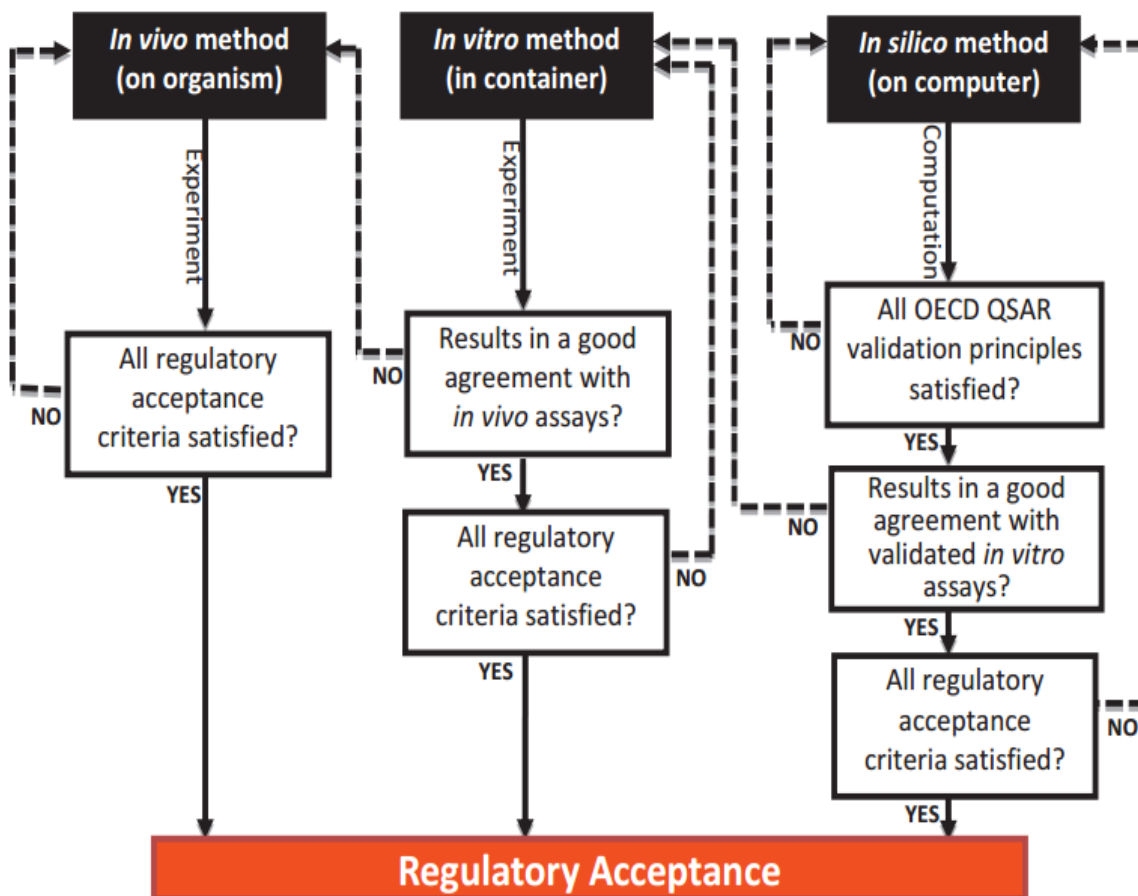 In vivo method
(on organism)
Experiment
All regulatory
acceptance
criteria satisfied?
NO
YES
In vitro method
(in container)
Experiment
Results in a good
agreement with
in vivo assays?
NO
YES
All regulatory
acceptance
criteria satisfied?
NO
YES
In silico method
(on computer)
Computation
All OECD QSAR
validation principles
satisfied?
NO
YES
Results in a good
agreement with
validated in vitro
assays?
NO
YES
All regulatory
acceptance
criteria satisfied?
NO
YES
Regulatory Acceptance